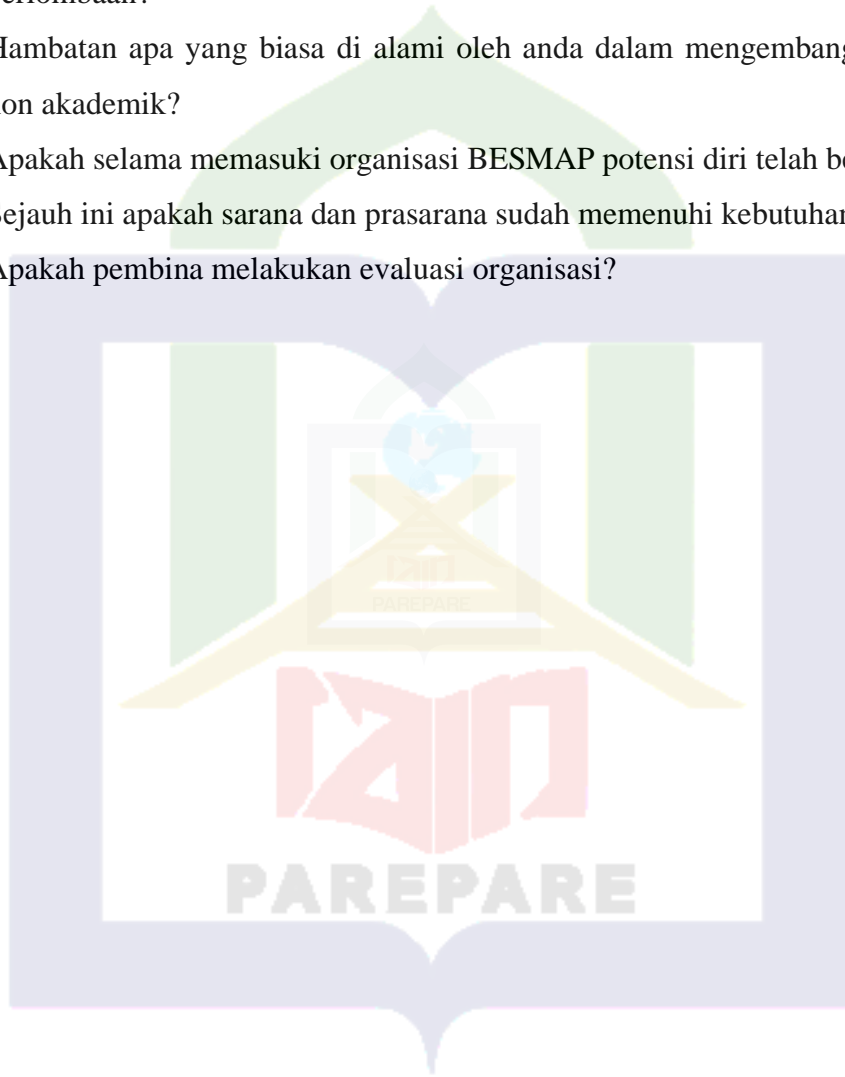 Hambatan apa yang biasa di alami oleh anda dalam mengembang
non akademik?
Apakah selama memasuki organisasi BESMAP potensi diri telah be
Sejauh ini apakah sarana dan prasarana sudah memenuhi kebutuhan
Apakah pembina melakukan evaluasi organisasi?
PAREPARE
iain
PAREPARE